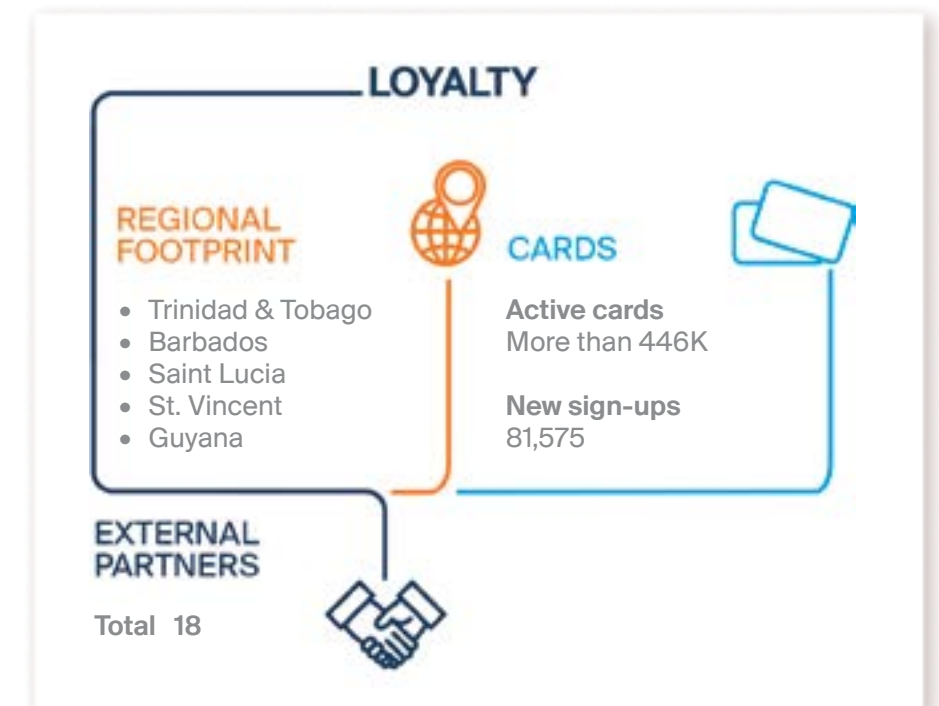 LOYALTY
REGIONAL
FOOTPRINT
• Trinidad & Tobago
• Barbados
• Saint Lucia
• St. Vincent
• Guyana
CARDS
Active cards
More than 446K
New sign-ups
81,575
EXTERNAL
PARTNERS
Total 18